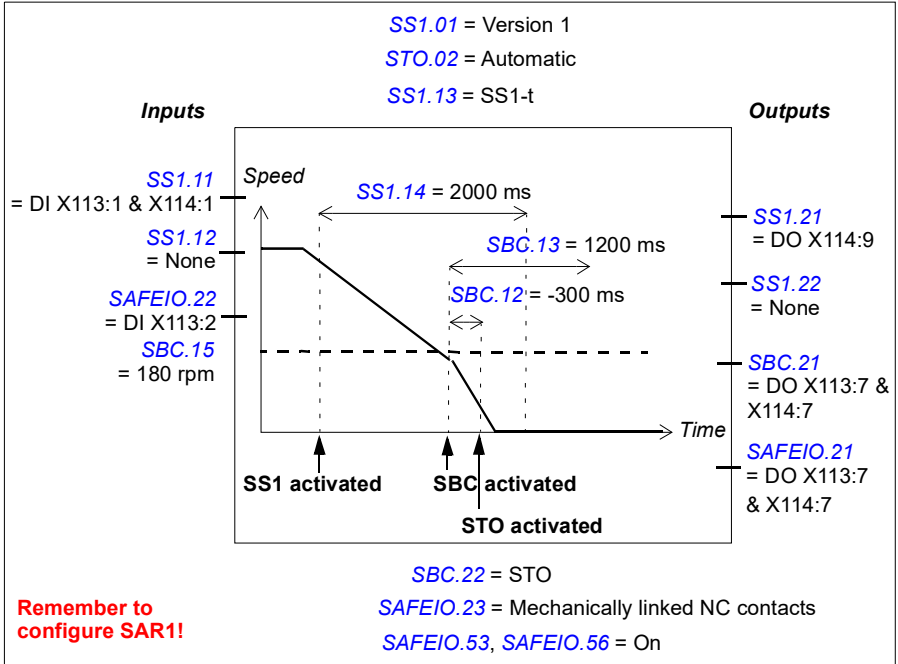 SS1.01 = Version 1
STO.02 = Automatic
SS1.13 = SS1-t
Inputs
Outputs
SS1.11
= DI X113:1 & X114:1
SS1.12
= None
SAFEIO.22
= DI X113:2
SBC.15
= 180 rpm
Speed
SS1.14 = 2000 ms
SBC.13 = 1200 ms
SBC.12 = -300 ms
Time
SS1 activated
SBC activated
STO activated
SS1.21
= DO X114:9
SS1.22
= None
SBC.21
= DO X113:7 &
X114:7
SAFEIO.21
= DO X113:7
& X114:7
SBC.22 = STO
SAFEIO.23 = Mechanically linked NC contacts
SAFEIO.53, SAFEIO.56 = On
Remember to
configure SAR1!